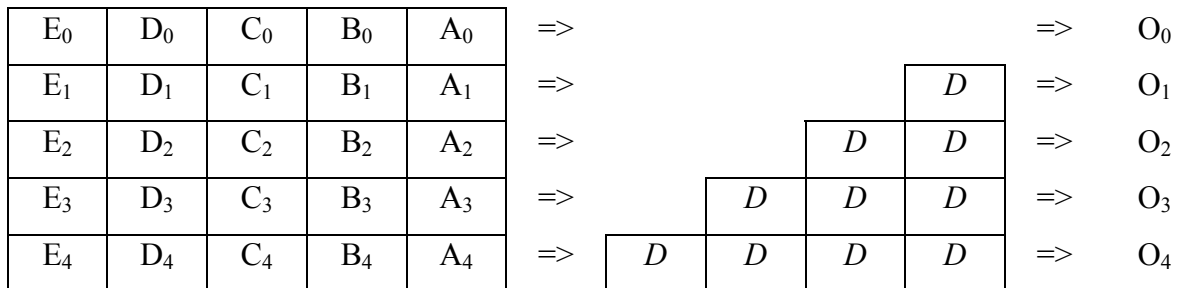 E₀ D₀ C₀ B₀ A₀ => => O₀
E₁ D₁ C₁ B₁ A₁ => D => O₁
E₂ D₂ C₂ B₂ A₂ => D D => O₂
E₃ D₃ C₃ B₃ A₃ => D D D => O₃
E₄ D₄ C₄ B₄ A₄ => D D D D => O₄